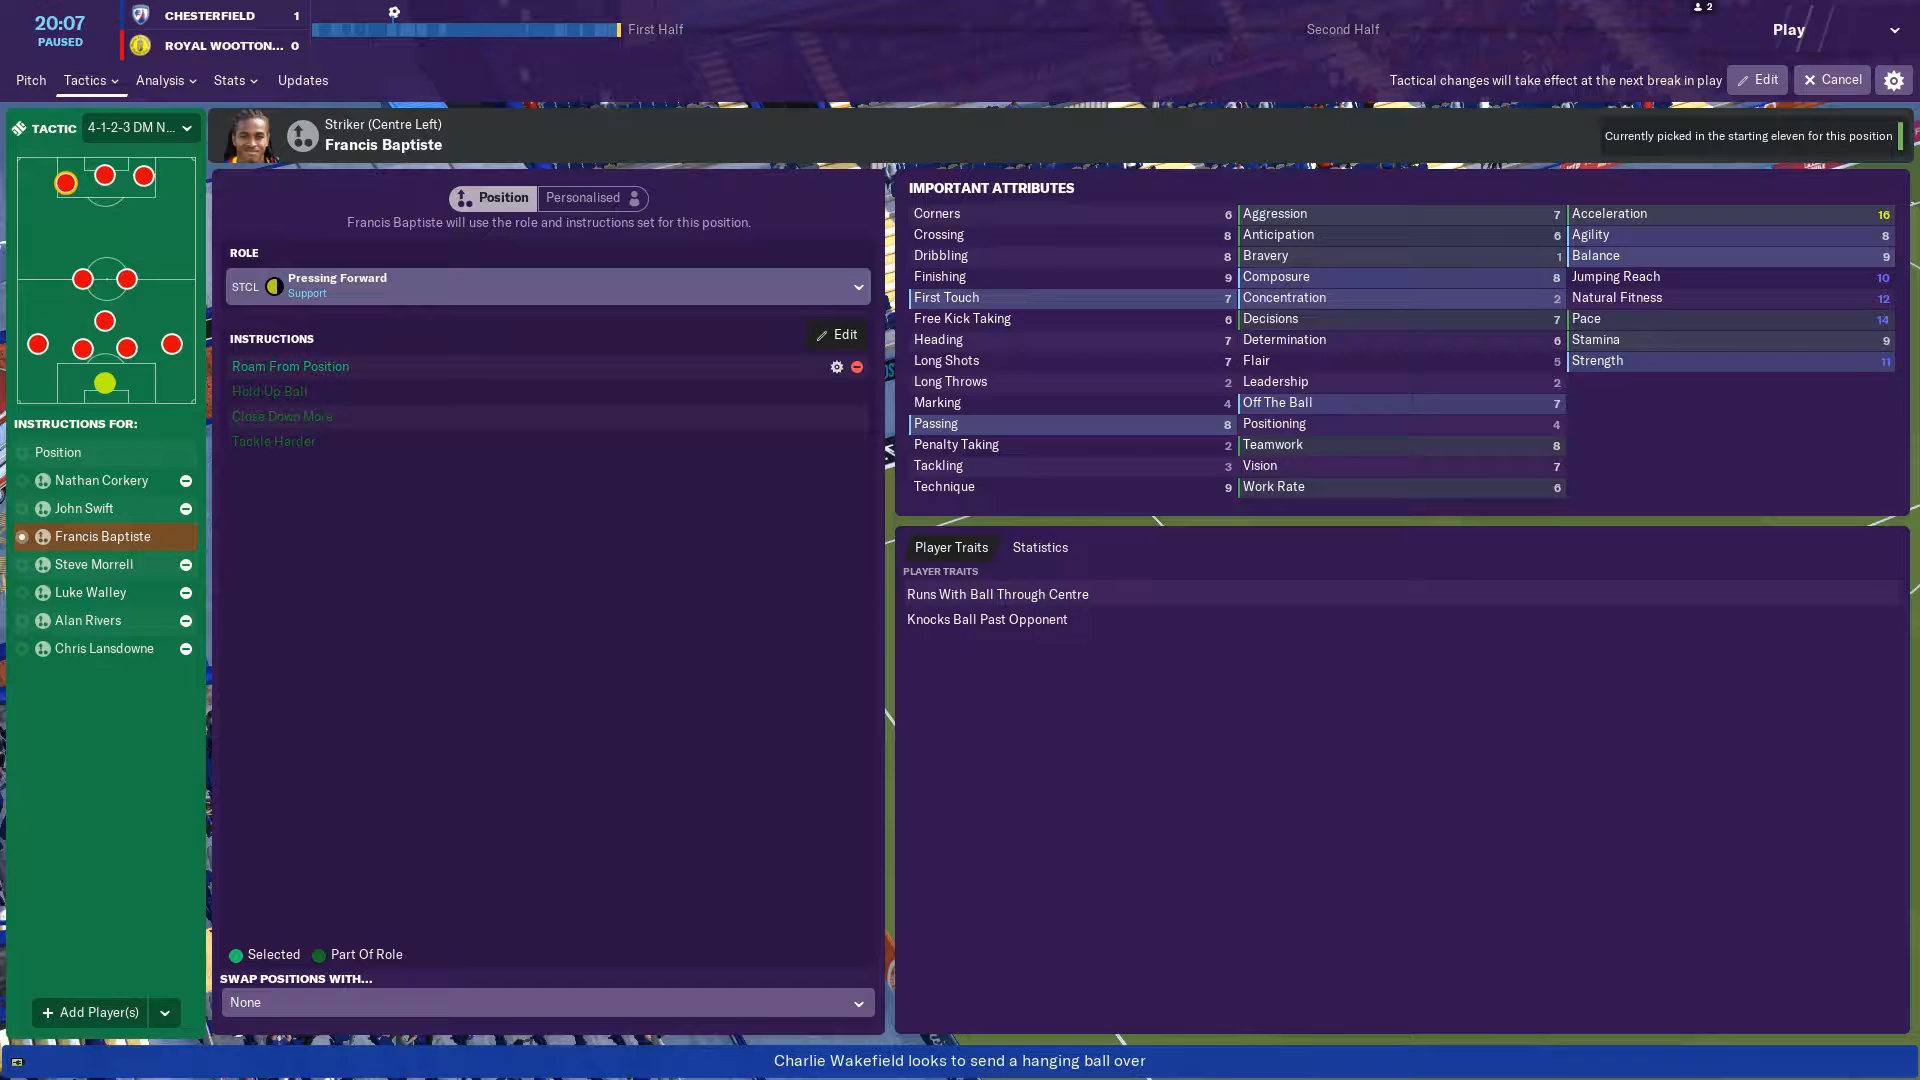 20:07
PAUSED
CHESTERFIELD 1
ROYAL WOOTTON... 0
First Half
Second Half
2
Play
Pitch
Tactics
Analysis
Stats
Updates
Tactical changes will take effect at the next break in play
Edit
Cancel
TACTIC
4-1-2-3 DM N...
Striker (Centre Left)
Francis Baptiste
Currently picked in the starting eleven for this position
Position
Personalised
Francis Baptiste will use the role and instructions set for this position.
ROLE
STCL
Pressing Forward
Support
INSTRUCTIONS
Edit
Roam From Position
Hold Up Ball
Close Down More
Tackle Harder
INSTRUCTIONS FOR:
Position
Nathan Corkery
John Swift
Francis Baptiste
Steve Morrell
Luke Walley
Alan Rivers
Chris Lansdowne
Add Player(s)
Selected
Part Of Role
SWAP POSITIONS WITH...
None
IMPORTANT ATTRIBUTES
Corners 6
Crossing 8
Dribbling 8
Finishing 9
First Touch 7
Free Kick Taking 6
Heading 7
Long Shots 7
Long Throws 2
Marking 4
Passing 8
Penalty Taking 2
Tackling 3
Technique 9
Aggression 7
Anticipation 6
Bravery 1
Composure 8
Concentration 2
Decisions 7
Determination 6
Flair 5
Leadership 2
Off The Ball 7
Positioning 4
Teamwork 8
Vision 7
Work Rate 6
Acceleration 16
Agility 8
Balance 9
Jumping Reach 10
Natural Fitness 12
Pace 14
Stamina 9
Strength 11
Player Traits
Statistics
PLAYER TRAITS
Runs With Ball Through Centre
Knocks Ball Past Opponent
Charlie Wakefield looks to send a hanging ball over